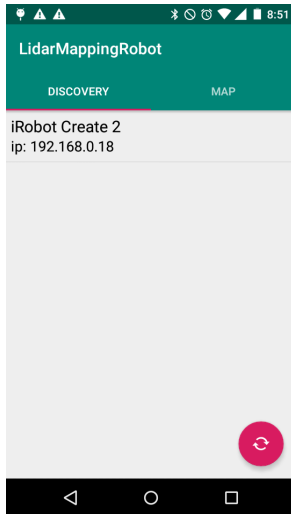 8:51
LidarMappingRobot
DISCOVERY MAP
iRobot Create 2
ip: 192.168.0.18